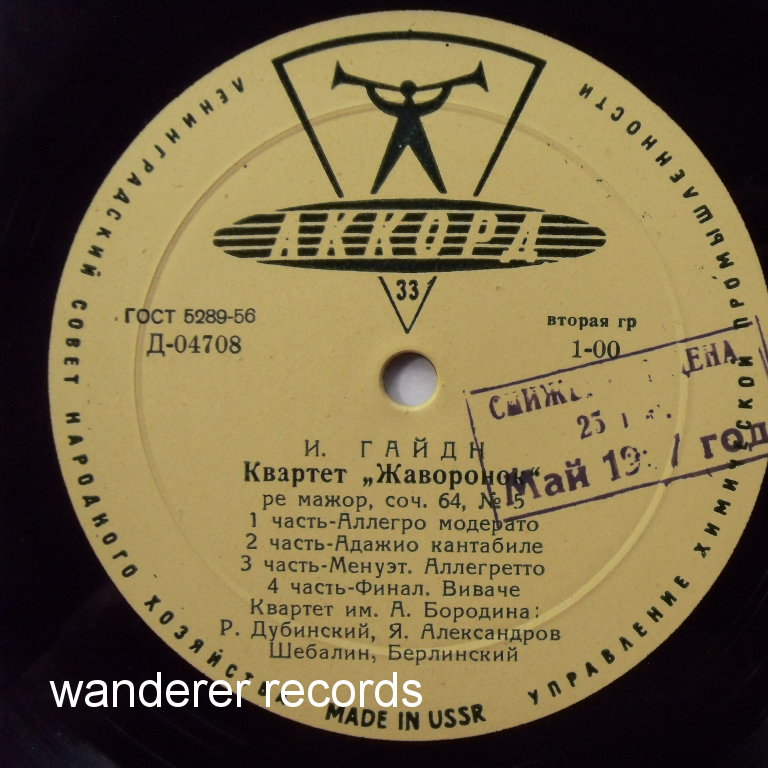 ЛЕНИНГРАДСКИЙ СОВЕТ НАРОДНОГО ХОЗЯЙСТВА
УПРАВЛЕНИЕ ХИМИЧЕСКОЙ ПРОМЫШЛЕННОСТИ
АККОРД
33
ГОСТ 5289-56
Д-04708
вторая гр
1-00
ЦЕНА
25
Май
год
И. ГАЙДН
Квартет „Жаворонок“
ре мажор, соч. 64, № 5
1 часть-Аллегро модерато
2 часть-Адажио кантабиле
3 часть-Менуэт. Аллегретто
4 часть-Финал. Виваче
Квартет им. А. Бородина:
Р. Дубинский, Я. Александров
Шебалин, Берлинский
wanderer records
MADE IN USSR